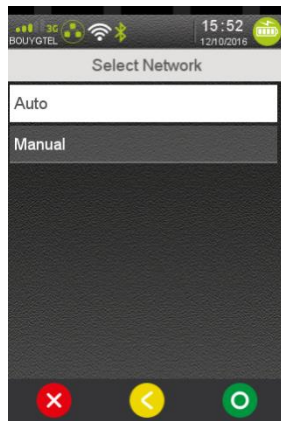 3G
BOUYGTEL
15:52
12/10/2016
Select Network
Auto
Manual